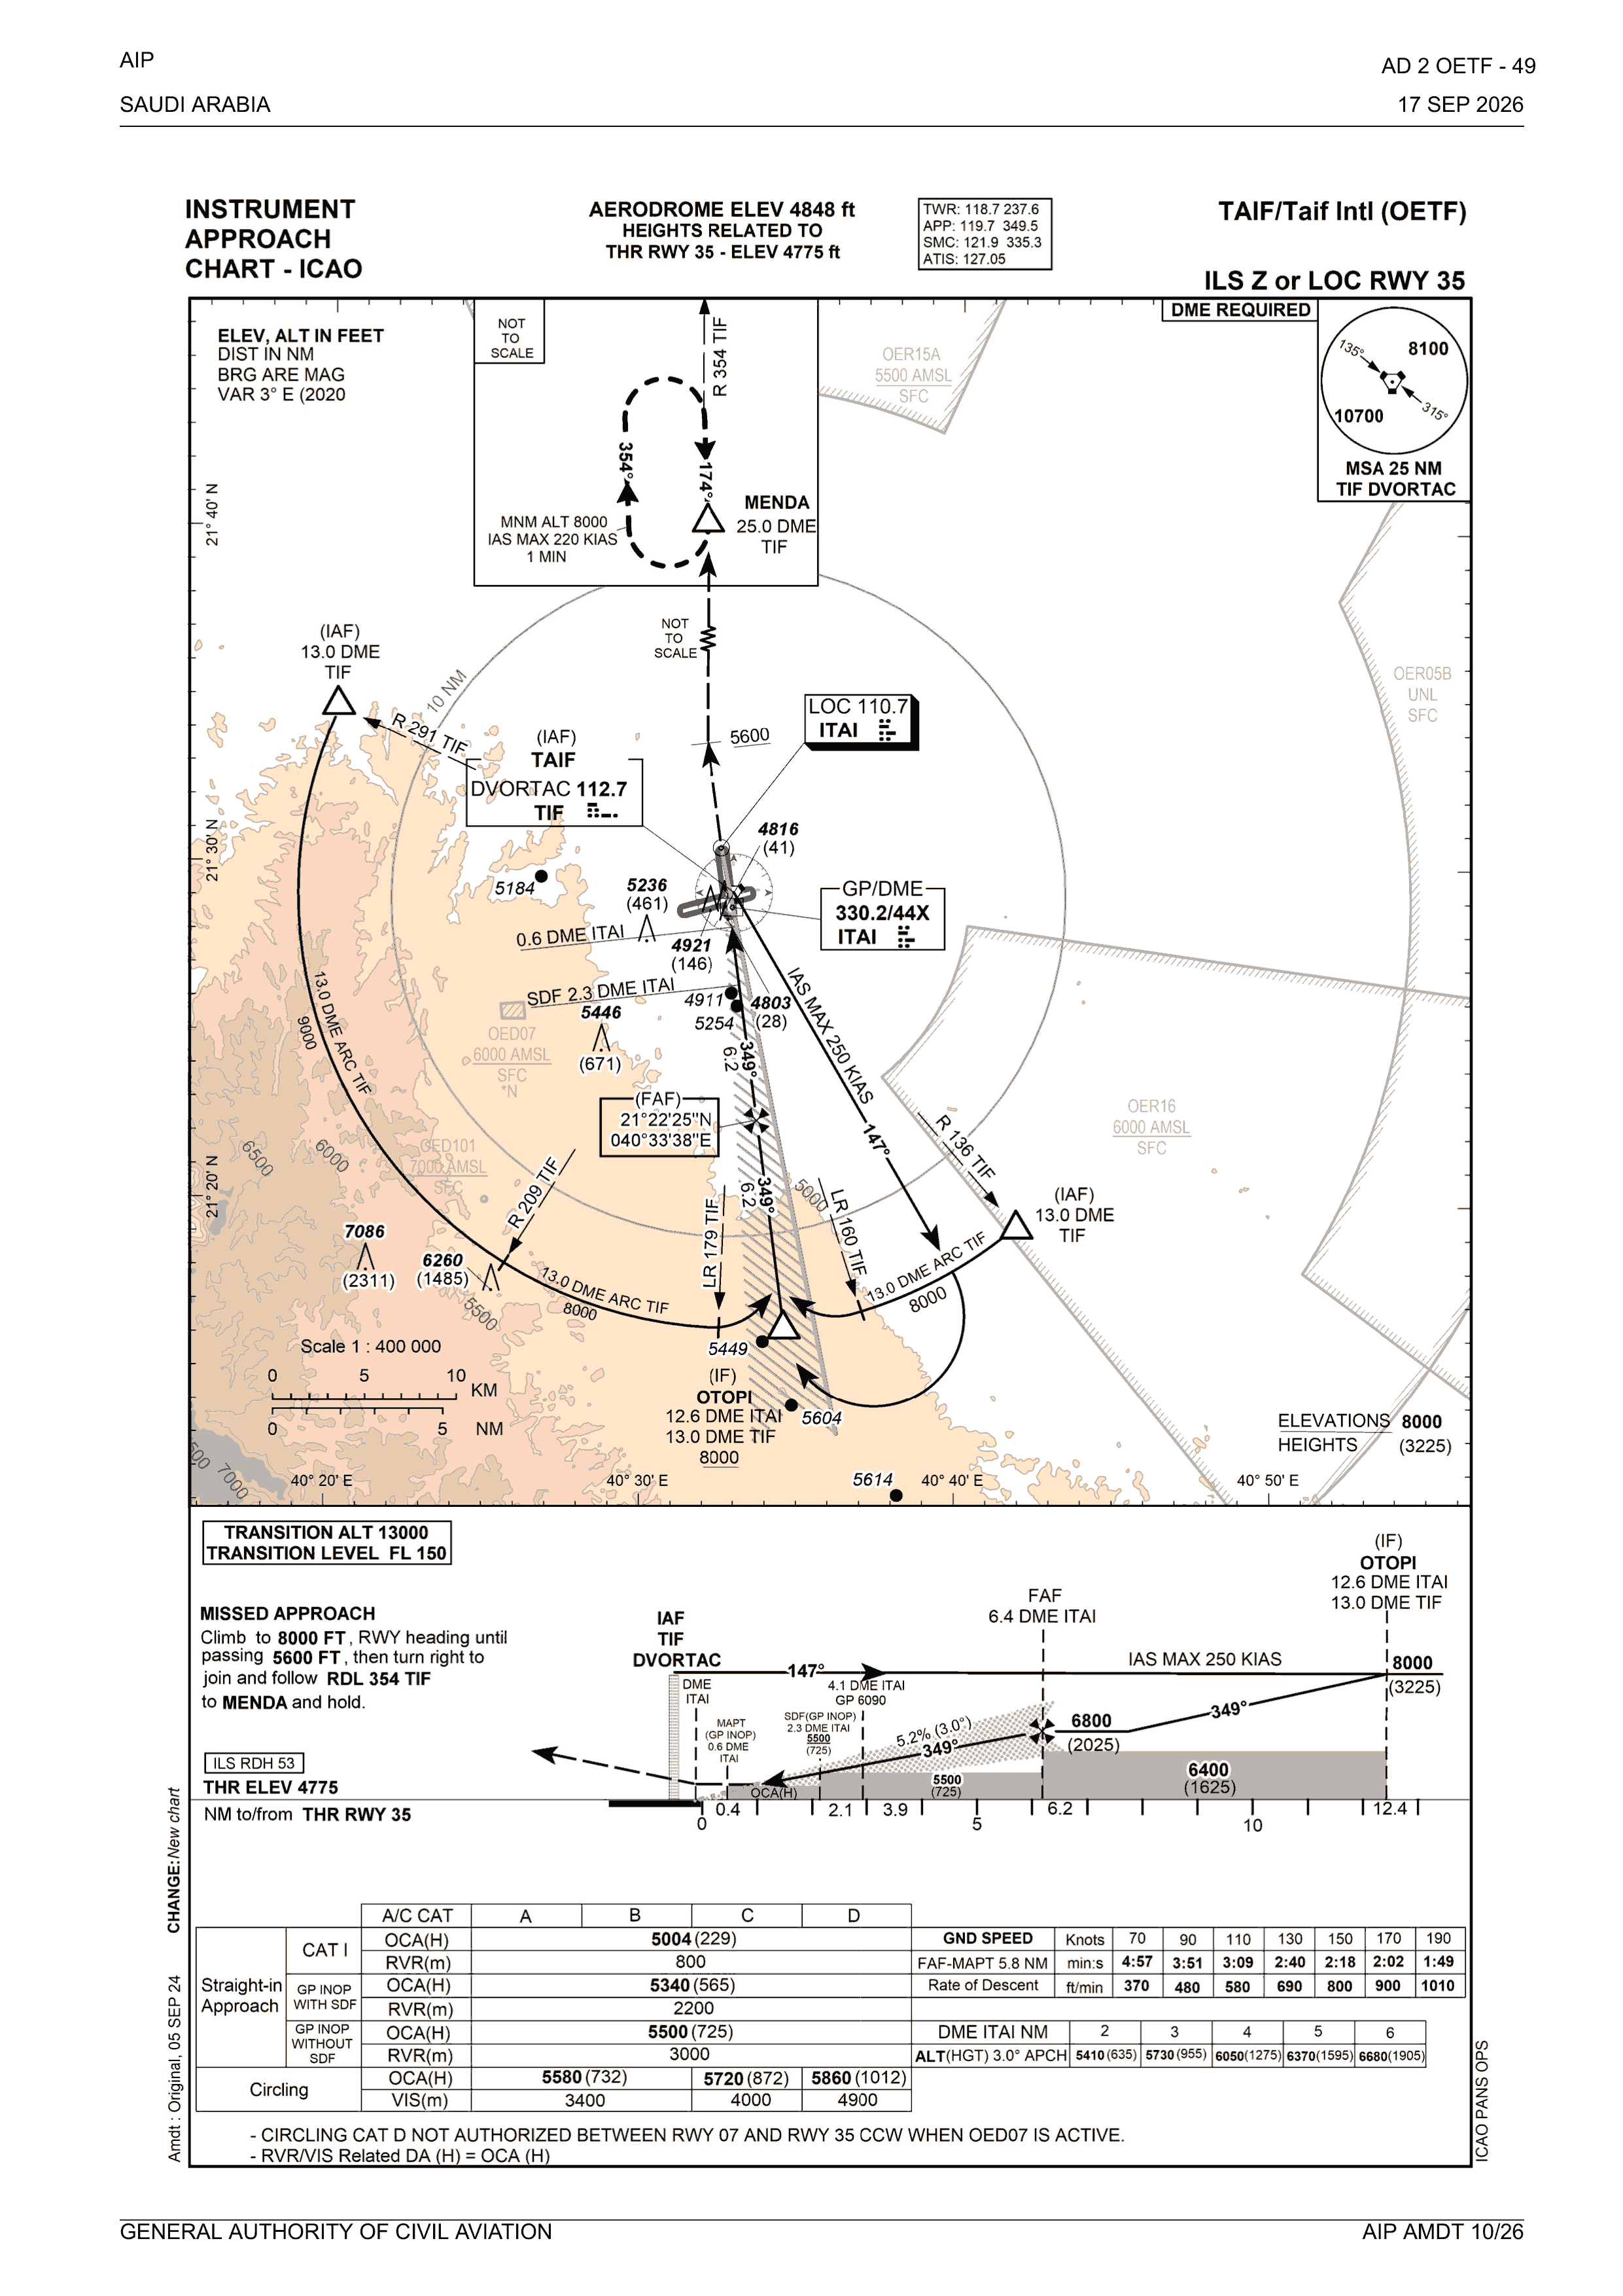 AIP
AD 2 OETF - 49
SAUDI ARABIA
17 SEP 2026
INSTRUMENT
APPROACH
CHART - ICAO
AERODROME ELEV 4848 ft
HEIGHTS RELATED TO
THR RWY 35 - ELEV 4775 ft
TWR: 118.7 237.6
APP: 119.7 349.5
SMC: 121.9 335.3
ATIS: 127.05
TAIF/Taif Intl (OETF)
ILS Z or LOC RWY 35
ELEV, ALT IN FEET
DIST IN NM
BRG ARE MAG
VAR 3° E (2020
NOT
TO
SCALE
R 354 TIF
354°
174°
MENDA
25.0 DME
TIF
MNM ALT 8000
IAS MAX 220 KIAS
1 MIN
OER15A
5500 AMSL
SFC
DME REQUIRED
135°
8100
10700
315°
MSA 25 NM
TIF DVORTAC
21° 40' N
NOT
TO
SCALE
(IAF)
13.0 DME
TIF
10 NM
R 291 TIF
(IAF)
TAIF
DVORTAC 112.7
TIF
5600
LOC 110.7
ITAI
OER05B
UNL
SFC
21° 30' N
4816
(41)
5184
5236
(461)
GP/DME
330.2/44X
ITAI
0.6 DME ITAI
4921
(146)
SDF 2.3 DME ITAI
4911
5254
4803
(28)
5446
(671)
OED07
6000 AMSL
SFC
°N
13.0 DME ARC TIF
9000
349°
6.2
IAS MAX 250 KIAS
147°
(FAF)
21°22'25"N
040°33'38"E
R 136 TIF
OER16
6000 AMSL
SFC
OED101
7000 AMSL
SFC
6500
6000
21° 20' N
R 209 TIF
LR 179 TIF
349°
6.2
5000
LR 160 TIF
(IAF)
13.0 DME
TIF
7086
(2311)
6260
(1485)
5500
13.0 DME ARC TIF
8000
13.0 DME ARC TIF
8000
5449
Scale 1 : 400 000
0 5 10
KM
0 5 NM
(IF)
OTOPI
12.6 DME ITAI
13.0 DME TIF
8000
5604
5614
ELEVATIONS 8000
HEIGHTS (3225)
500
7000
40° 20' E
40° 30' E
40° 40' E
40° 50' E
TRANSITION ALT 13000
TRANSITION LEVEL FL 150
MISSED APPROACH
Climb to 8000 FT, RWY heading until
passing 5600 FT, then turn right to
join and follow RDL 354 TIF
to MENDA and hold.
IAF
TIF
DVORTAC
FAF
6.4 DME ITAI
(IF)
OTOPI
12.6 DME ITAI
13.0 DME TIF
147°
IAS MAX 250 KIAS
8000
(3225)
DME
ITAI
4.1 DME ITAI
GP 6090
MAPT
(GP INOP)
0.6 DME
ITAI
SDF(GP INOP)
2.3 DME ITAI
5500
(725)
5.2% (3.0°)
349°
6800
(2025)
349°
ILS RDH 53
THR ELEV 4775
OCA(H)
5500
(725)
6400
(1625)
NM to/from THR RWY 35
0.4 2.1 3.9 6.2 12.4
0 5 10
CHANGE: New chart
Amdt : Original, 05 SEP 24
A/C CAT A B C D
Straight-in
Approach
CAT I
OCA(H) 5004 (229)
RVR(m) 800
GP INOP
WITH SDF
OCA(H) 5340 (565)
RVR(m) 2200
GP INOP
WITHOUT
SDF
OCA(H) 5500 (725)
RVR(m) 3000
Circling
OCA(H) 5580 (732) 5720 (872) 5860 (1012)
VIS(m) 3400 4000 4900
GND SPEED Knots 70 90 110 130 150 170 190
FAF-MAPT 5.8 NM min:s 4:57 3:51 3:09 2:40 2:18 2:02 1:49
Rate of Descent ft/min 370 480 580 690 800 900 1010
DME ITAI NM 2 3 4 5 6
ALT(HGT) 3.0° APCH 5410 (635) 5730 (955) 6050(1275) 6370(1595) 6680(1905)
- CIRCLING CAT D NOT AUTHORIZED BETWEEN RWY 07 AND RWY 35 CCW WHEN OED07 IS ACTIVE.
- RVR/VIS Related DA (H) = OCA (H)
ICAO PANS OPS
GENERAL AUTHORITY OF CIVIL AVIATION
AIP AMDT 10/26